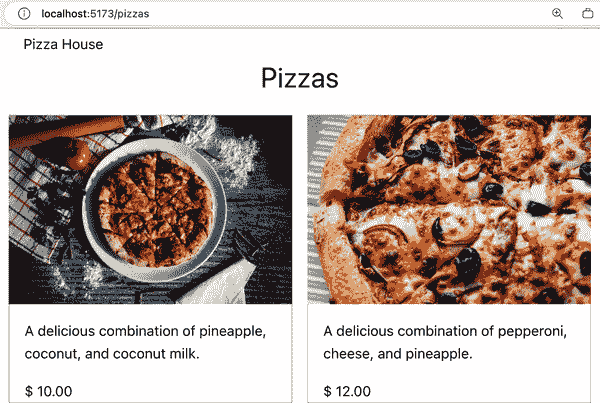 localhost:5173/pizzas
Pizza House
Pizzas
A delicious combination of pineapple,
coconut, and coconut milk.
$ 10.00
A delicious combination of pepperoni,
cheese, and pineapple.
$ 12.00